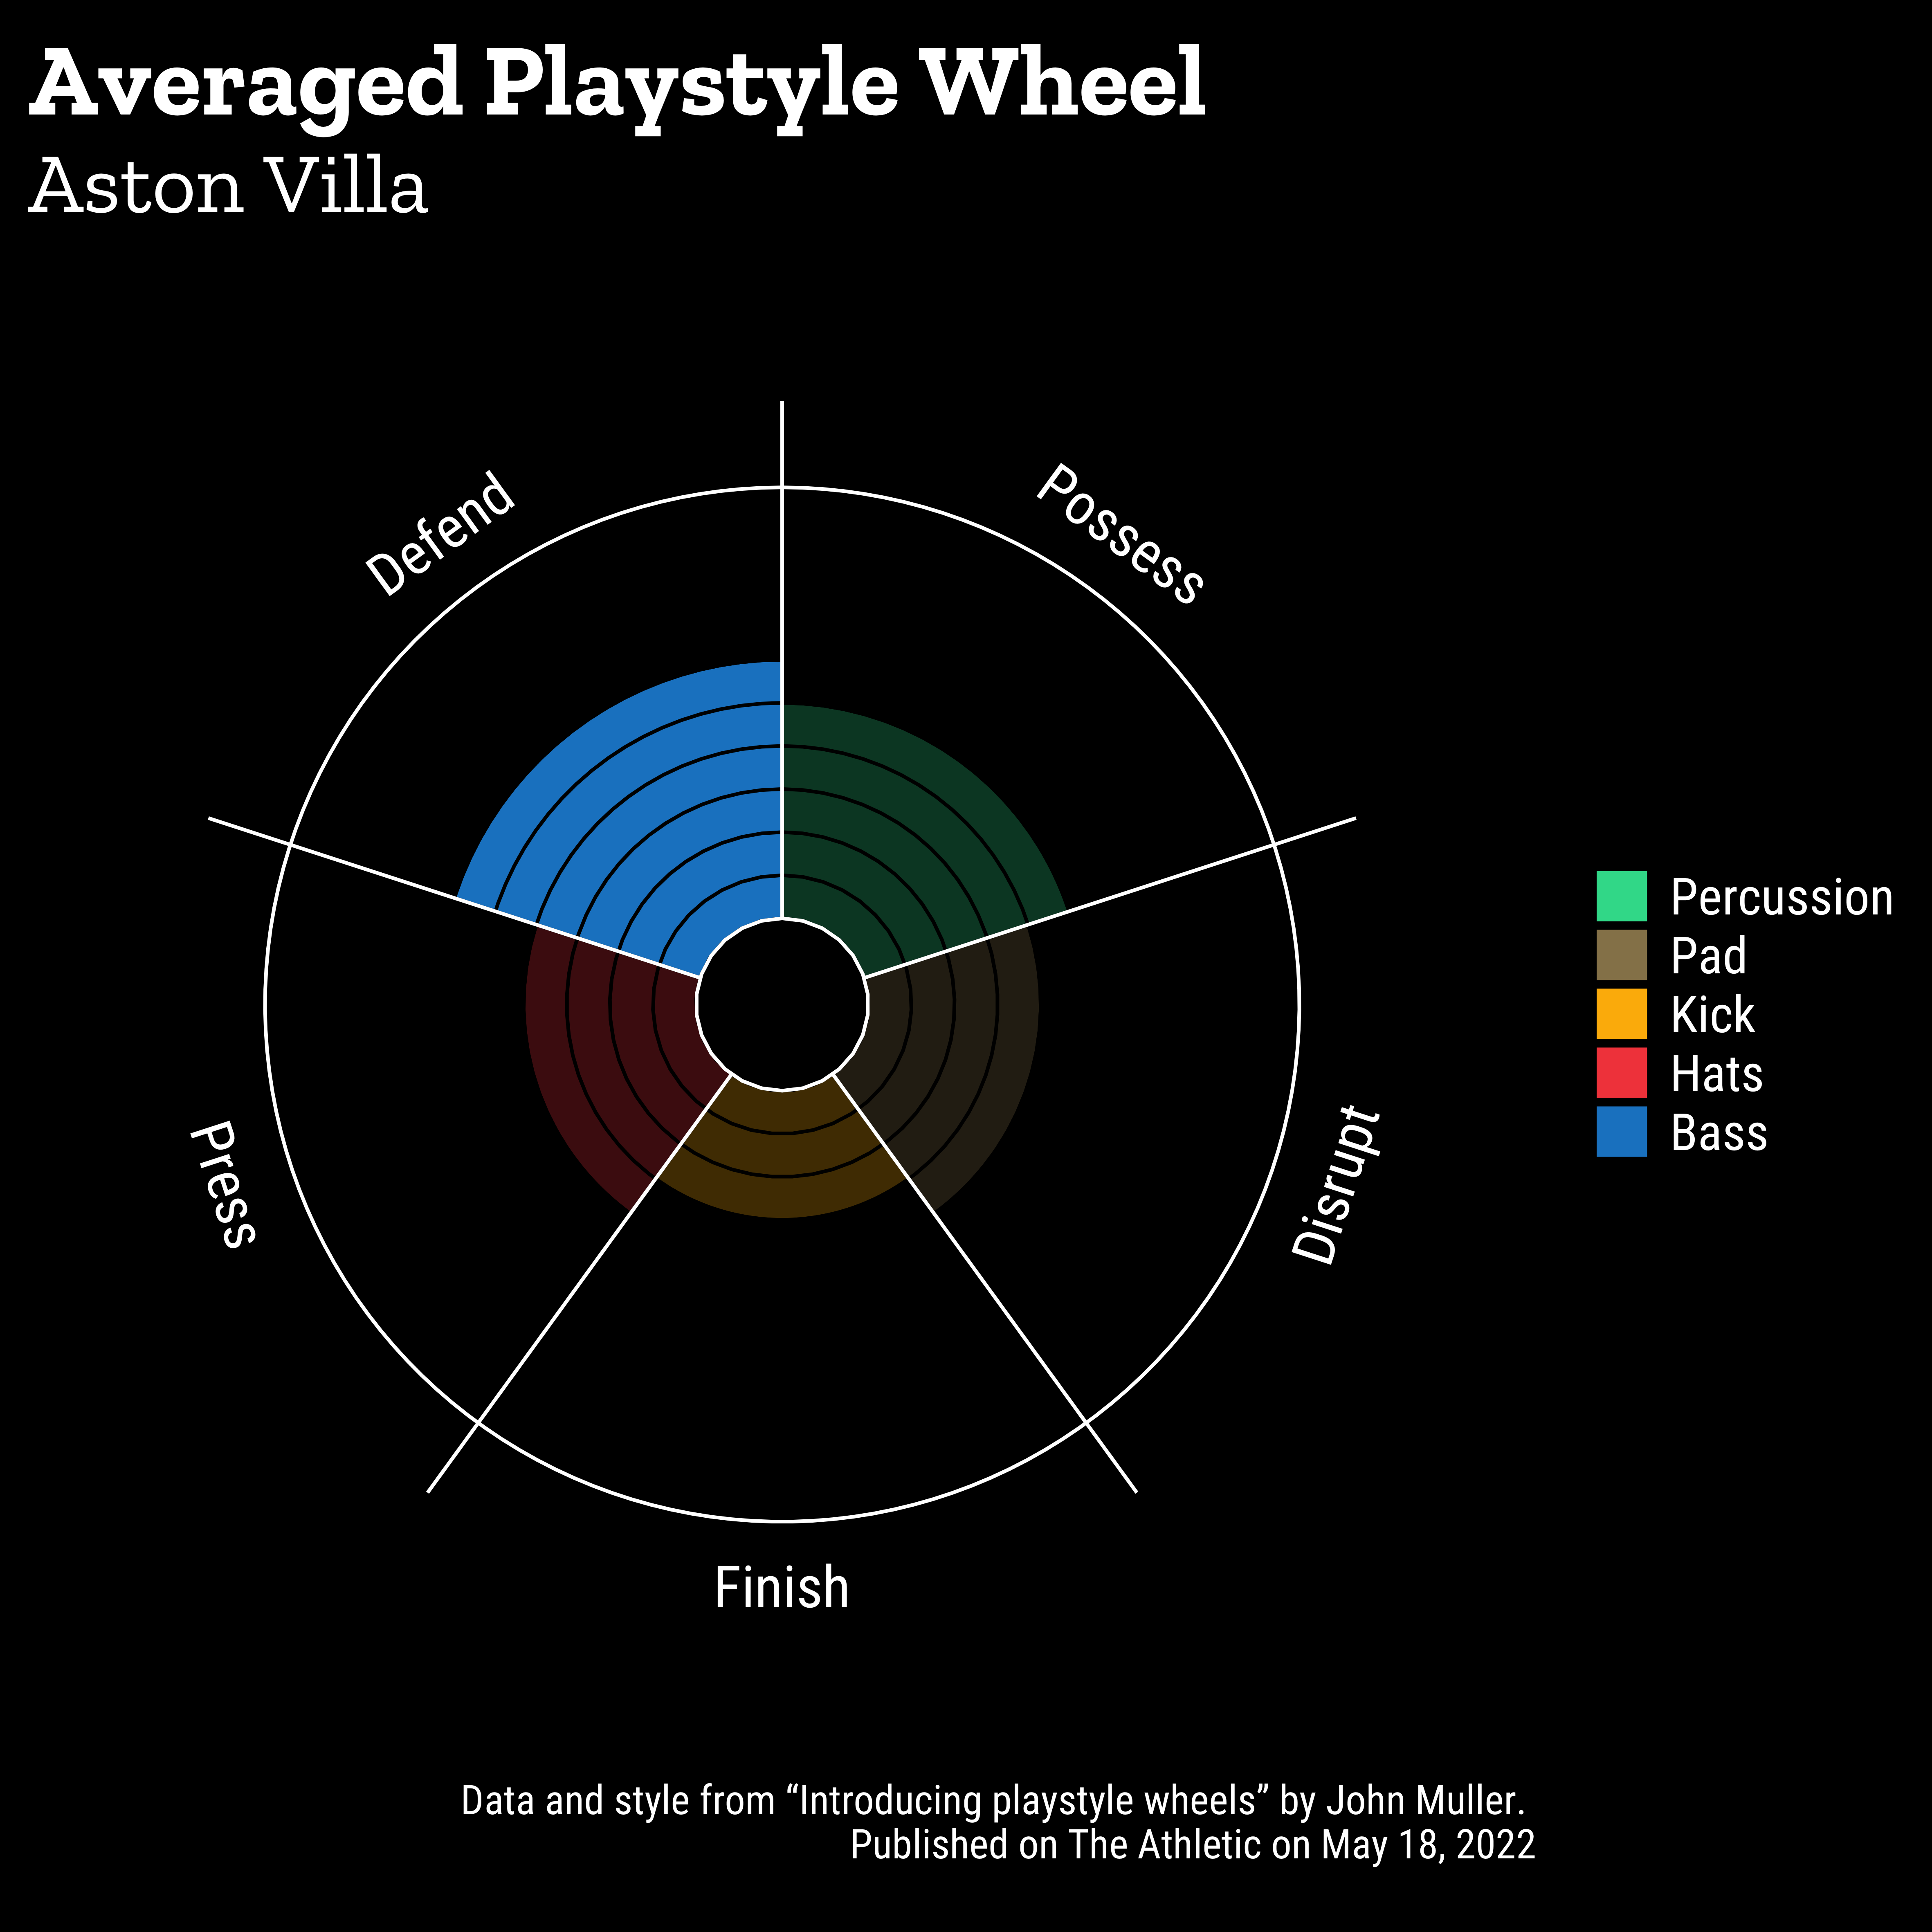 Averaged Playstyle Wheel
Aston Villa
Defend
Possess
Press
Disrupt
Finish
Percussion
Pad
Kick
Hats
Bass
Data and style from “Introducing playstyle wheels” by John Muller.
Published on The Athletic on May 18, 2022